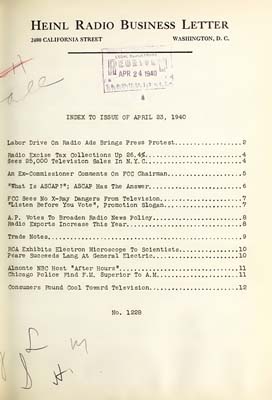 HEINL RADIO BUSINESS LETTER
2400 CALIFORNIA STREET WASHINGTON, D. C.
RECEIVED
APR 24 1940
INDEX TO ISSUE OF APRIL 23, 1940
Labor Drive On Radio Ads Brings Press Protest....................2
Radio Excise Tax Collections Up 26.4%............................4
Sees 25,000 Television Sales In N.Y.C............................4
An Ex-Commissioner Comments On FCC Chairman......................5
"What Is ASCAP?"; ASCAP Has The Answer...........................6
FCC Sees No X-Ray Dangers From Television........................7
"Listen Before You Vote", Promotion Slogan.......................7
A.P. Votes To Broaden Radio News Policy..........................8
Radio Exports Increase This Year.................................8
Trade Notes......................................................9
RCA Exhibits Electron Microscope To Scientists..................10
Peare Succeeds Lang At General Electric.........................10
Almonte NBC Host "After Hours"..................................11
Chicago Police Find F.M. Superior To A.M........................11
Consumers Found Cool Toward Television..........................12
No. 1228